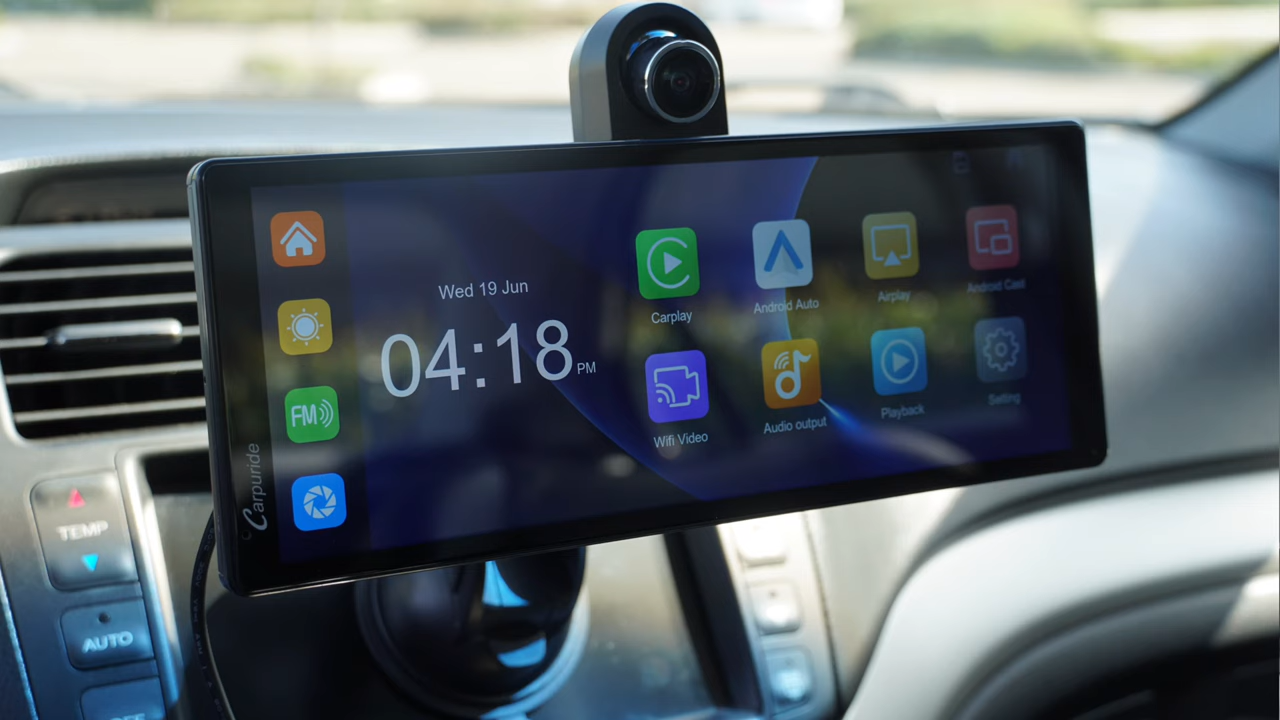 Wed 19 Jun
04:18 PM
FM
Carpuride
Carplay
Android Auto
Airplay
Android Cast
Wifi Video
Audio output
Playback
Setting
TEMP
AUTO